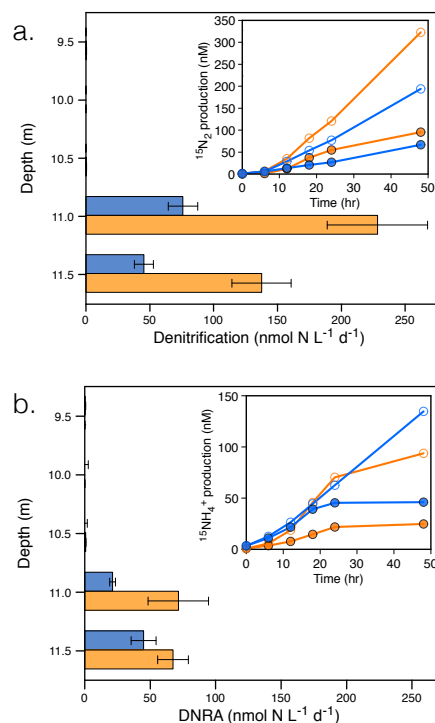 a.
Depth (m)
9.5
10.0
10.5
11.0
11.5
0 50 100 150 200 250
Denitrification (nmol N L⁻¹ d⁻¹)
¹⁵N₂ production (nM)
350
300
250
200
150
100
50
0
0 10 20 30 40 50
Time (hr)
b.
Depth (m)
9.5
10.0
10.5
11.0
11.5
0 50 100 150 200 250
DNRA (nmol N L⁻¹ d⁻¹)
¹⁵NH₄⁺ production (nM)
150
100
50
0
0 10 20 30 40 50
Time (hr)